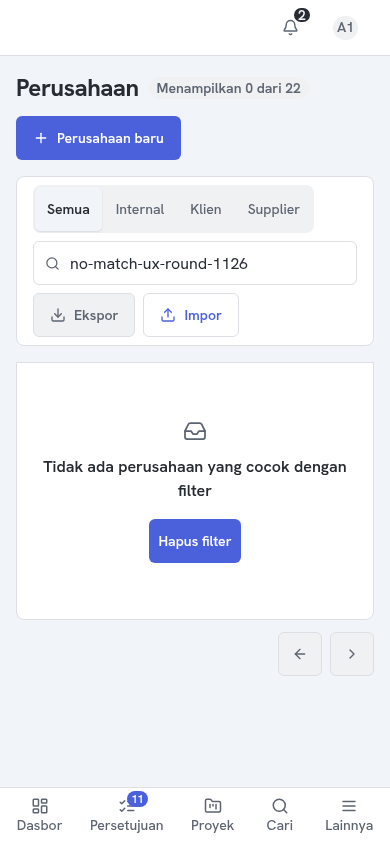 2
A1
Perusahaan
Menampilkan 0 dari 22
Perusahaan baru
Semua Internal Klien Supplier
no-match-ux-round-1126
Ekspor Impor
Tidak ada perusahaan yang cocok dengan
filter
Hapus filter
11
Dasbor Persetujuan Proyek Cari Lainnya